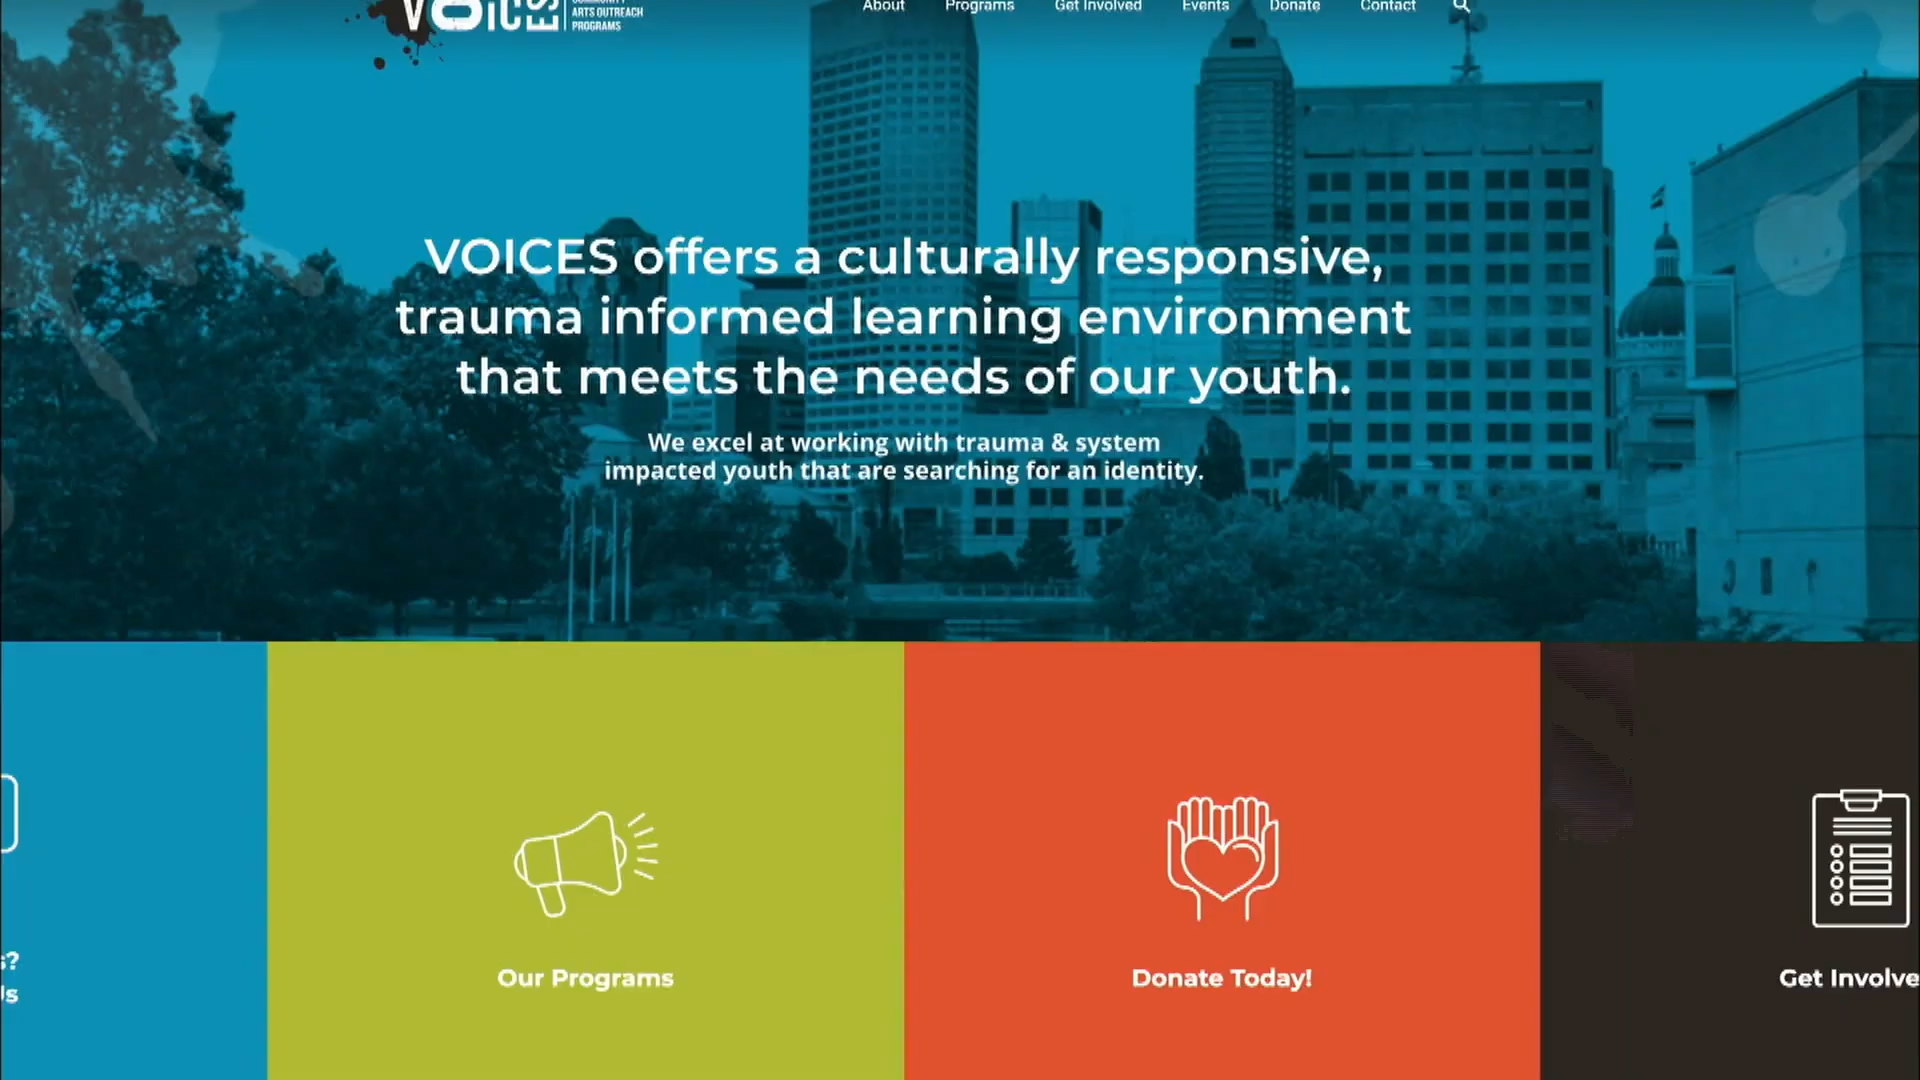 VOICES
ARTS OUTREACH
PROGRAMS
About Programs Get Involved Events Donate Contact
VOICES offers a culturally responsive,
trauma informed learning environment
that meets the needs of our youth.
We excel at working with trauma & system
impacted youth that are searching for an identity.
Our Programs
Donate Today!
Get Involve